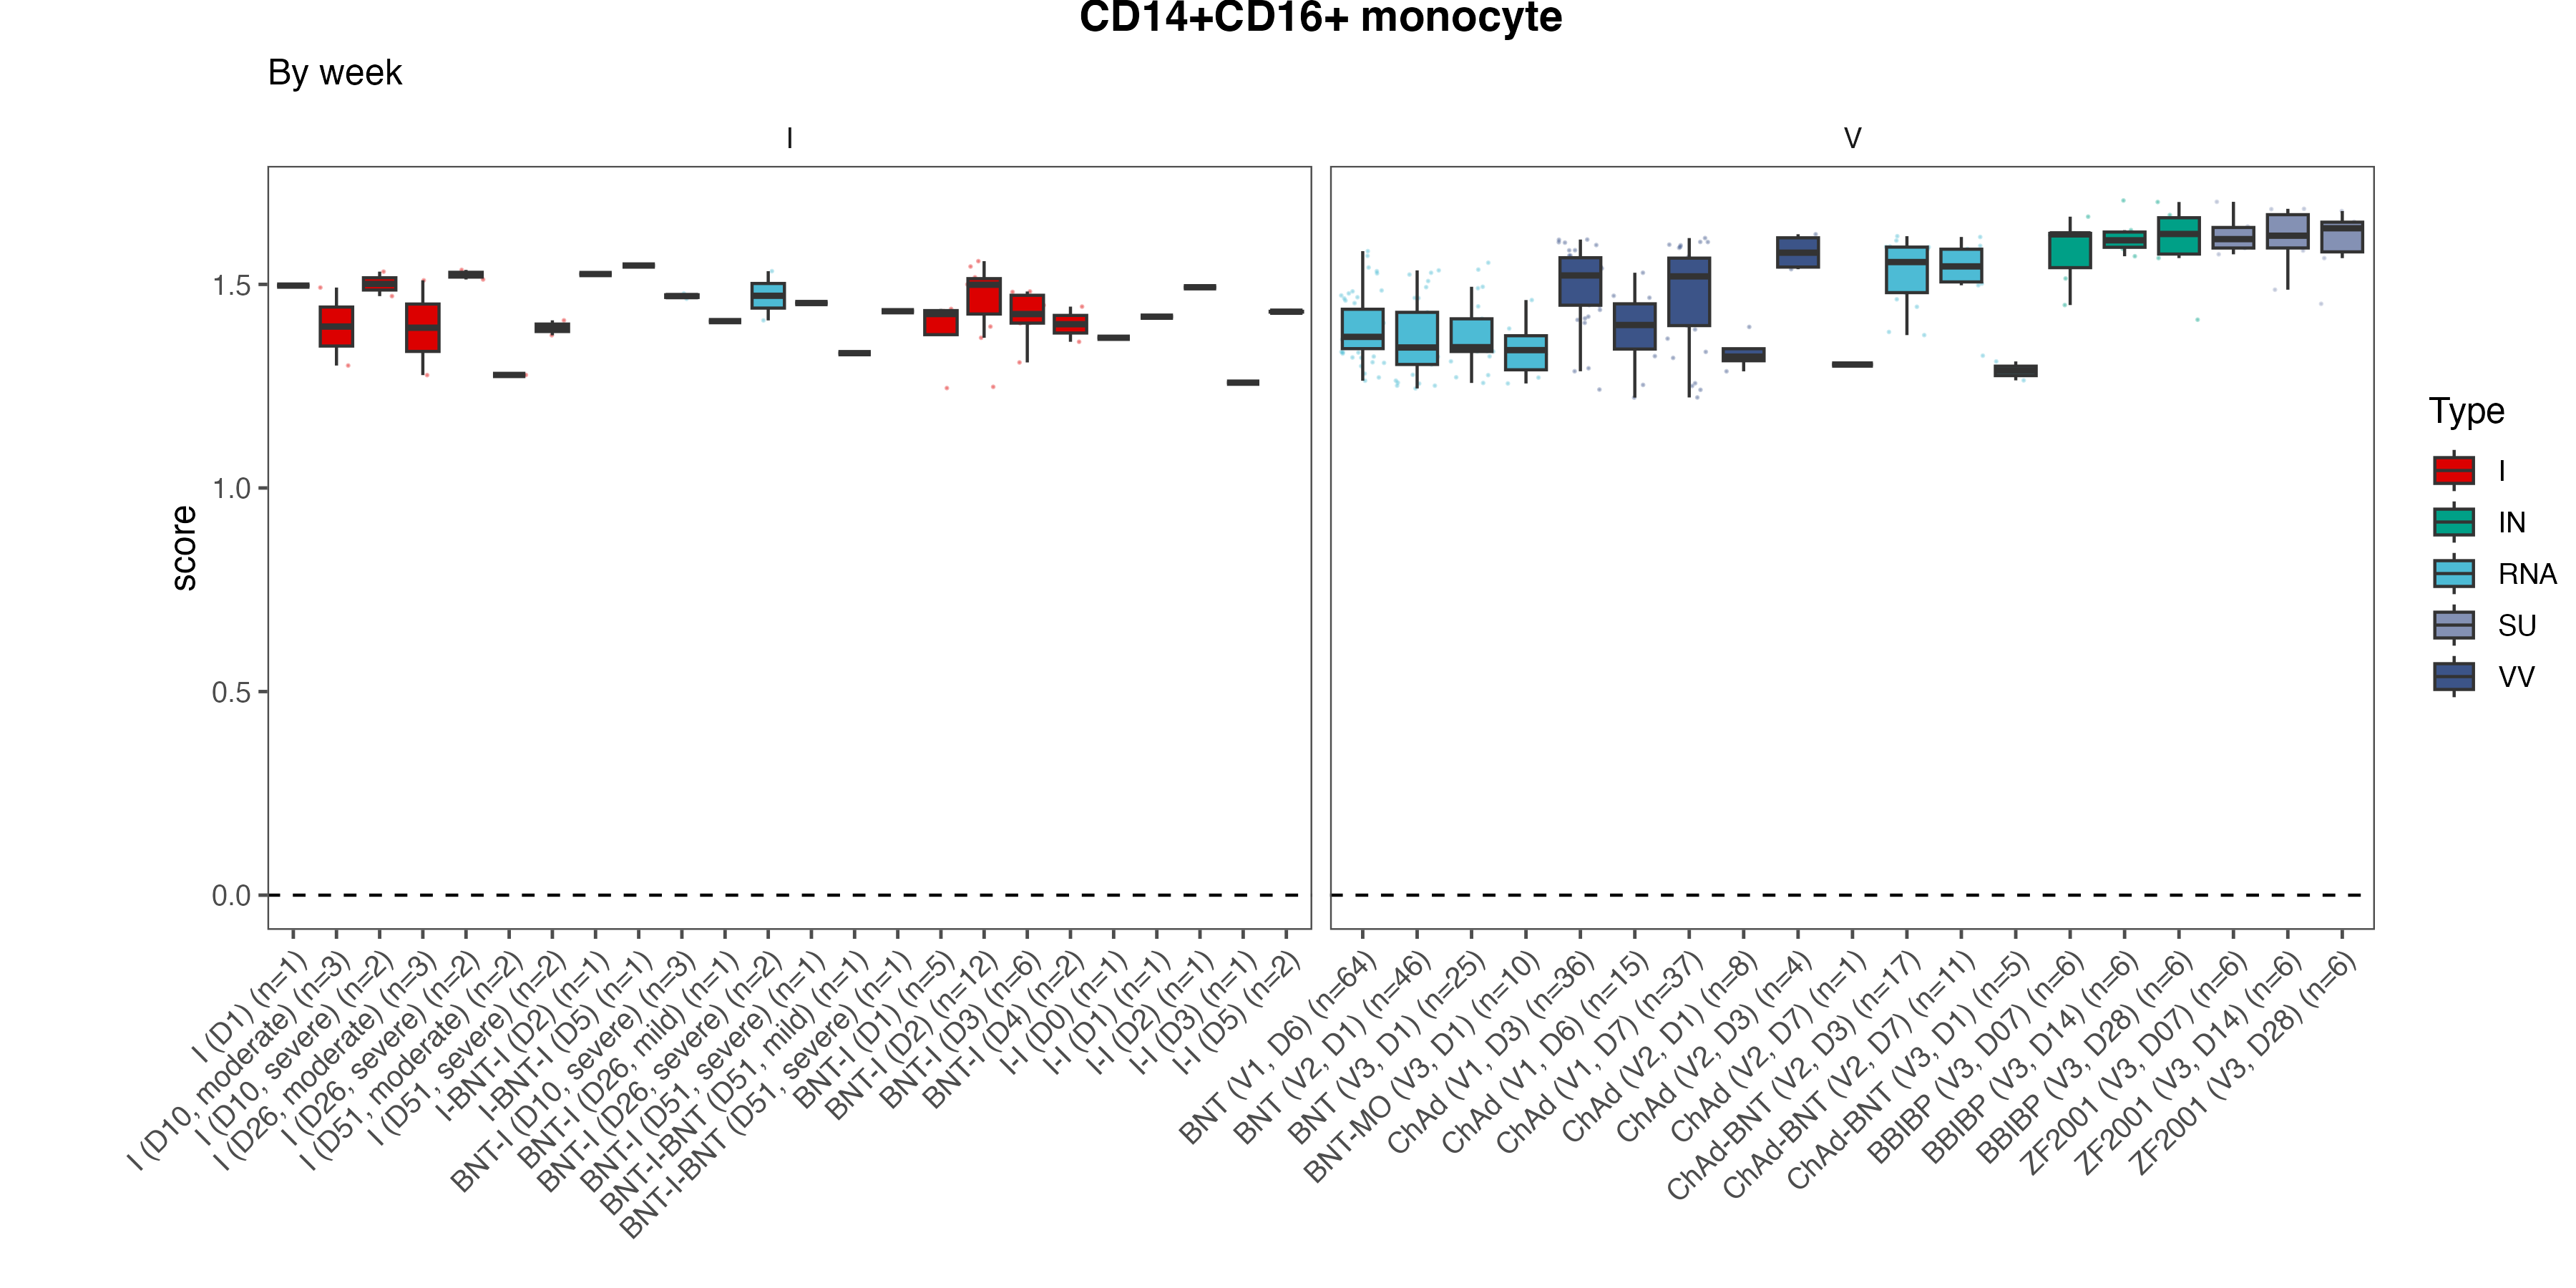 CD14+CD16+ monocyte
By week
I
V
score
1.5
1.0
0.5
0.0
I (D1) (n=1)
I (D10, moderate) (n=3)
I (D10, severe) (n=2)
I (D26, moderate) (n=3)
I (D26, severe) (n=2)
I (D51, moderate) (n=2)
I (D51, severe) (n=2)
I-BNT-I (D2) (n=1)
I-BNT-I (D5) (n=1)
BNT-I (D10, severe) (n=3)
BNT-I (D26, mild) (n=1)
BNT-I (D26, severe) (n=2)
BNT-I (D51, severe) (n=1)
BNT-I-BNT (D51, mild) (n=1)
BNT-I-BNT (D51, severe) (n=1)
BNT-I (D1) (n=5)
BNT-I (D2) (n=12)
BNT-I (D3) (n=6)
BNT-I (D4) (n=2)
I-I (D0) (n=1)
I-I (D1) (n=1)
I-I (D2) (n=1)
I-I (D3) (n=1)
I-I (D5) (n=2)
BNT (V1, D6) (n=64)
BNT (V2, D1) (n=46)
BNT (V3, D1) (n=25)
BNT-MO (V3, D1) (n=10)
ChAd (V1, D3) (n=36)
ChAd (V1, D6) (n=15)
ChAd (V1, D7) (n=37)
ChAd (V2, D1) (n=8)
ChAd (V2, D3) (n=4)
ChAd (V2, D7) (n=1)
ChAd-BNT (V2, D3) (n=17)
ChAd-BNT (V2, D7) (n=11)
ChAd-BNT (V3, D1) (n=5)
BBIBP (V3, D07) (n=6)
BBIBP (V3, D14) (n=6)
BBIBP (V3, D28) (n=6)
ZF2001 (V3, D07) (n=6)
ZF2001 (V3, D14) (n=6)
ZF2001 (V3, D28) (n=6)
Type
I
IN
RNA
SU
VV